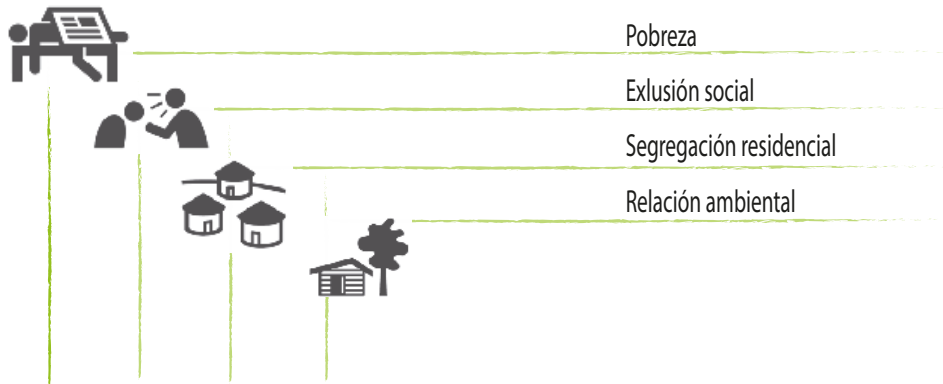 Pobreza
Exlusión social
Segregación residencial
Relación ambiental